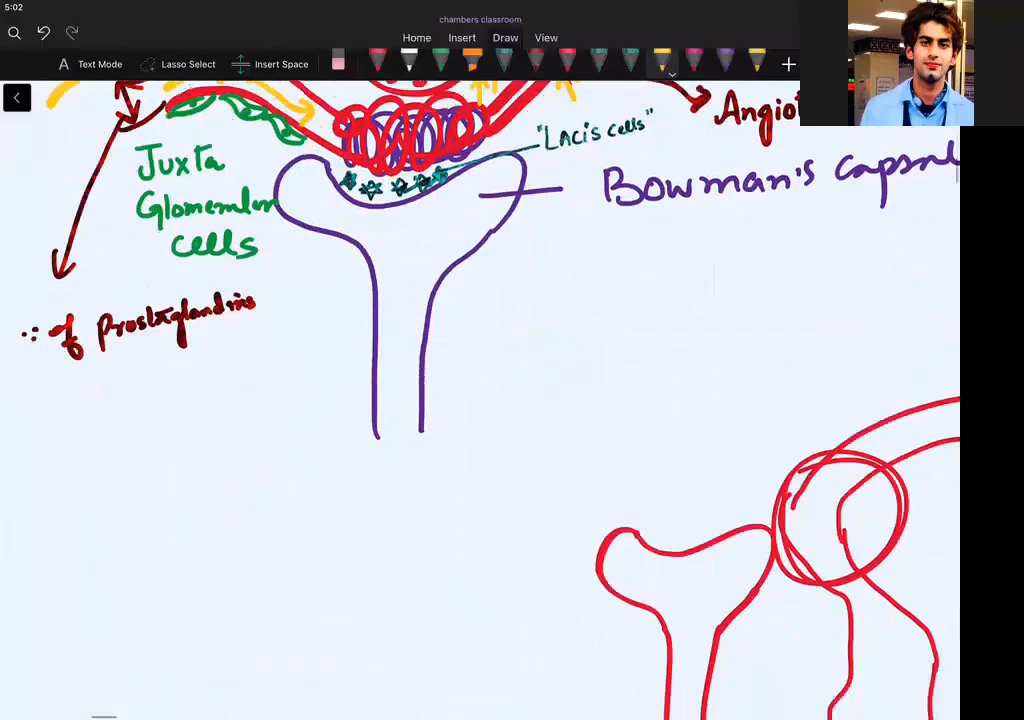 5:02
chambers classroom
Home Insert Draw View
Text Mode Lasso Select Insert Space
Angio
"Lacis cells"
Juxta
Glomerular
cells
Bowman's capsul
∵ of Prostaglandins